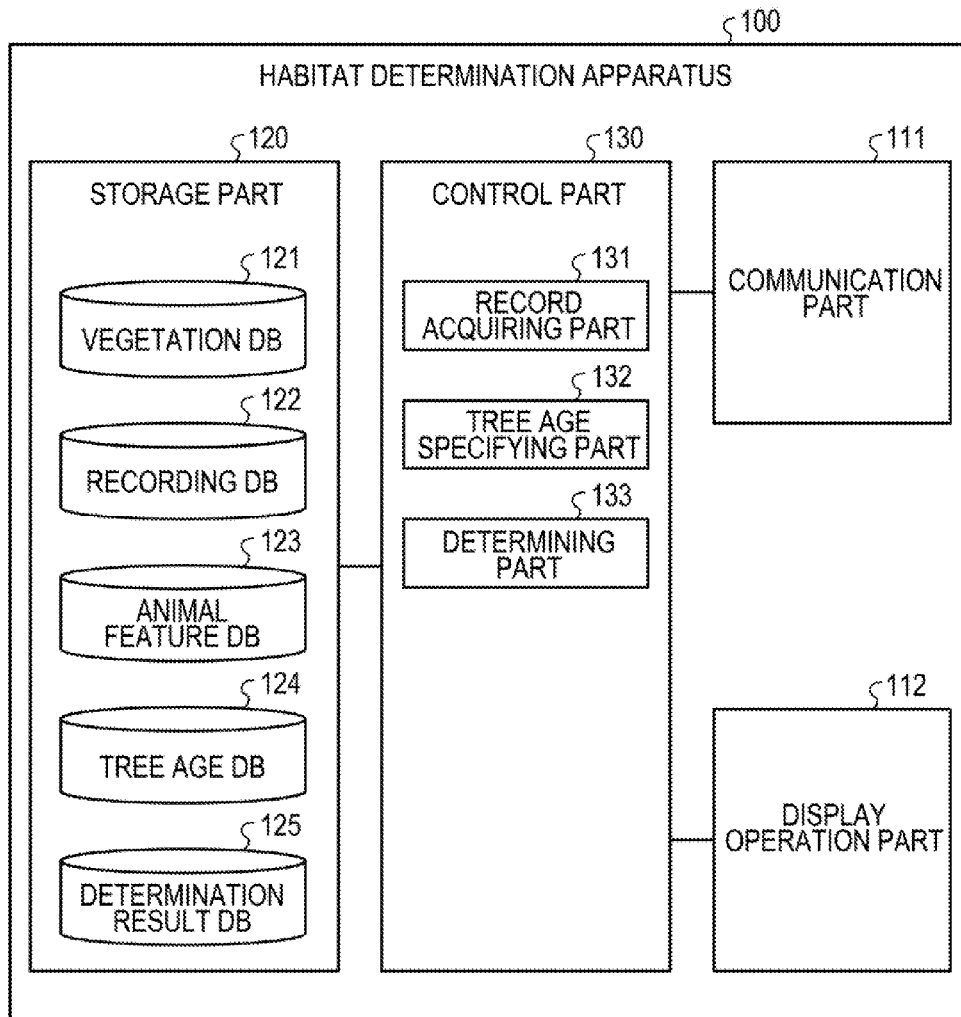 100
HABITAT DETERMINATION APPARATUS
120
STORAGE PART
121
VEGETATION DB
122
RECORDING DB
123
ANIMAL
FEATURE DB
124
TREE AGE DB
125
DETERMINATION
RESULT DB
130
CONTROL PART
131
RECORD
ACQUIRING PART
132
TREE AGE
SPECIFYING PART
133
DETERMINING
PART
111
COMMUNICATION
PART
112
DISPLAY
OPERATION PART